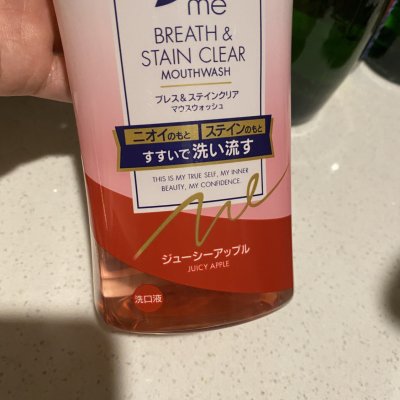 me
BREATH &
STAIN CLEAR
MOUTHWASH
ブレス&ステインクリア
マウスウォッシュ
ニオイのもと ステインのもと
すすいで洗い流す
THIS IS MY TRUE SELF, MY INNER
BEAUTY, MY CONFIDENCE.
me
ジューシーアップル
JUICY APPLE
洗口液